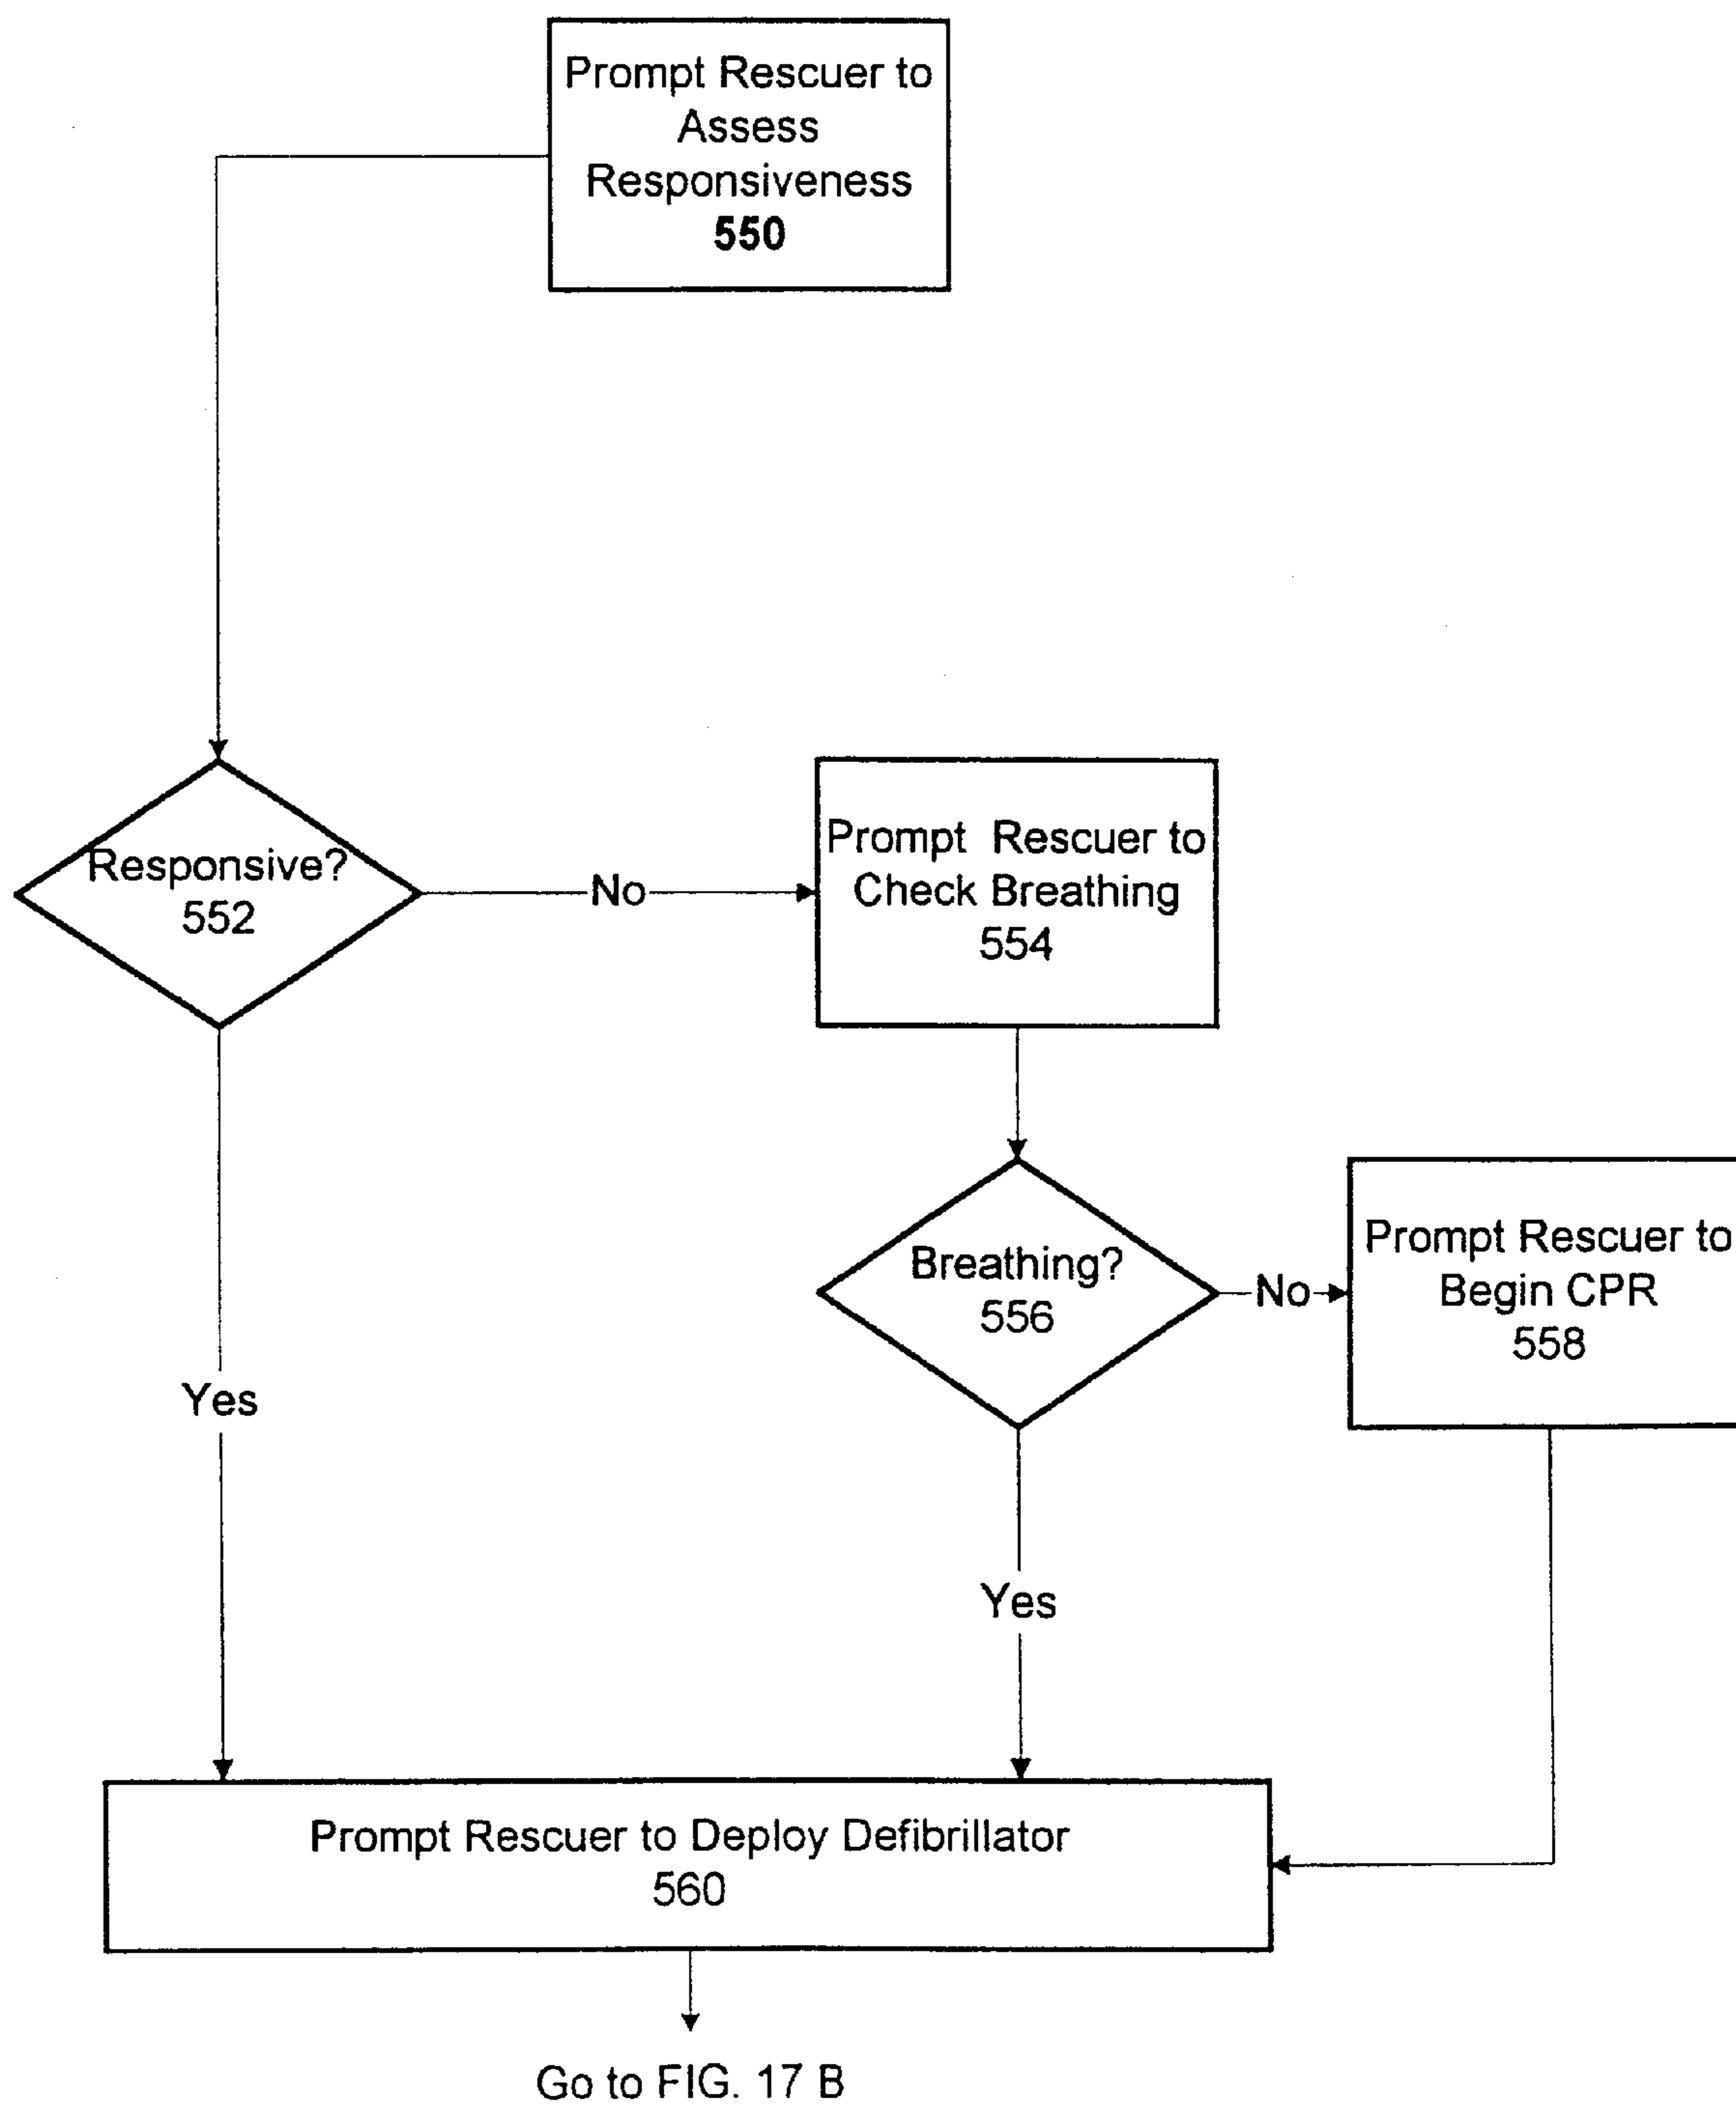 Prompt Rescuer to
Assess
Responsiveness
550
Responsive?
552
No
Prompt Rescuer to
Check Breathing
554
Breathing?
556
No
Prompt Rescuer to
Begin CPR
558
Yes
Yes
Prompt Rescuer to Deploy Defibrillator
560
Go to FIG. 17 B